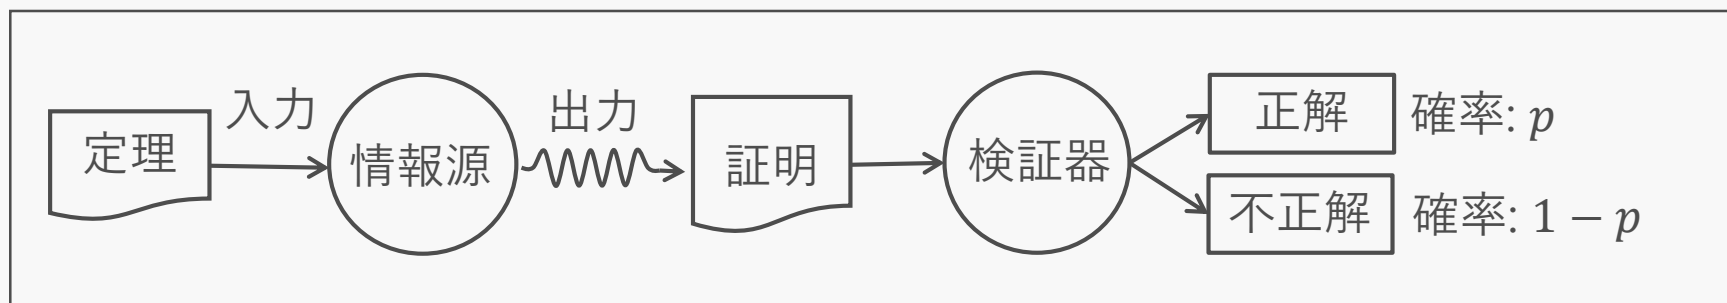 定理
入力
情報源
出力
証明
検証器
正解
確率: p
不正解
確率: 1 − p